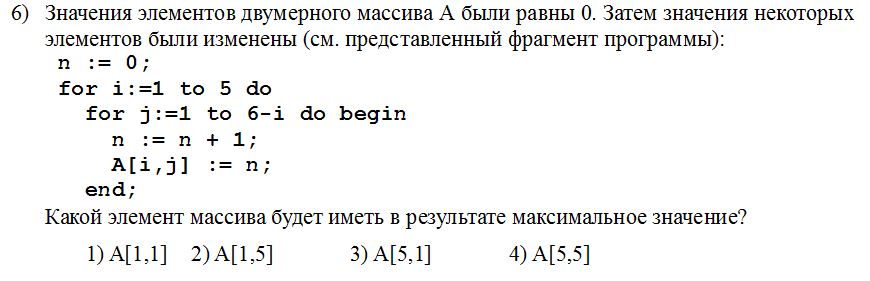 6) Значения элементов двумерного массива А были равны 0. Затем значения некоторых
элементов были изменены (см. представленный фрагмент программы):
n := 0;
for i:=1 to 5 do
for j:=1 to 6-i do begin
n := n + 1;
A[i,j] := n;
end;
Какой элемент массива будет иметь в результате максимальное значение?
1) A[1,1] 2) A[1,5] 3) A[5,1] 4) A[5,5]